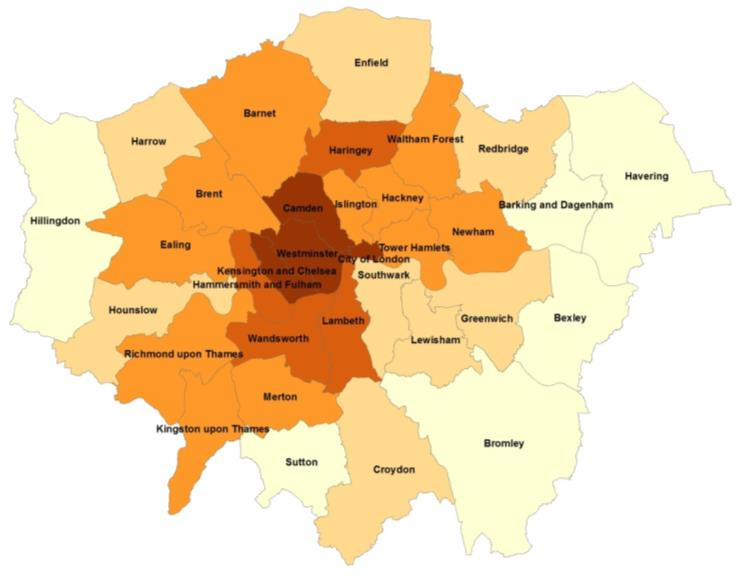 Enfield
Barnet
Waltham Forest
Harrow
Haringey
Redbridge
Havering
Brent
Hackney
Islington
Barking and Dagenham
Camden
Hillingdon
Newham
Ealing
Tower Hamlets
Westminster
City of London
Kensington and Chelsea
Southwark
Hammersmith and Fulham
Hounslow
Greenwich
Bexley
Lambeth
Wandsworth
Lewisham
Richmond upon Thames
Merton
Kingston upon Thames
Bromley
Sutton
Croydon